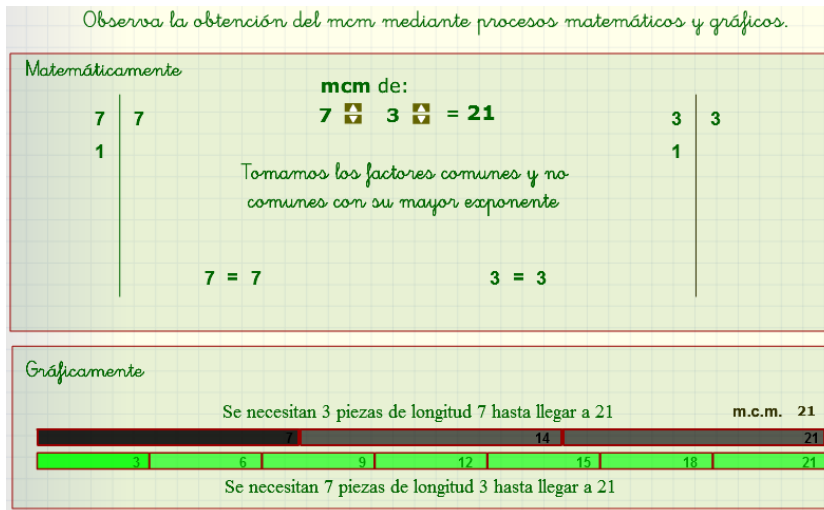 Observa la obtención del mcm mediante procesos matemáticos y gráficos.
Matemáticamente
mcm de:
7 3 = 21
7 7
1
3 3
1
Tomamos los factores comunes y no
comunes con su mayor exponente
7 = 7 3 = 3
Gráficamente
Se necesitan 3 piezas de longitud 7 hasta llegar a 21
m.c.m. 21
7 14 21
3 6 9 12 15 18 21
Se necesitan 7 piezas de longitud 3 hasta llegar a 21